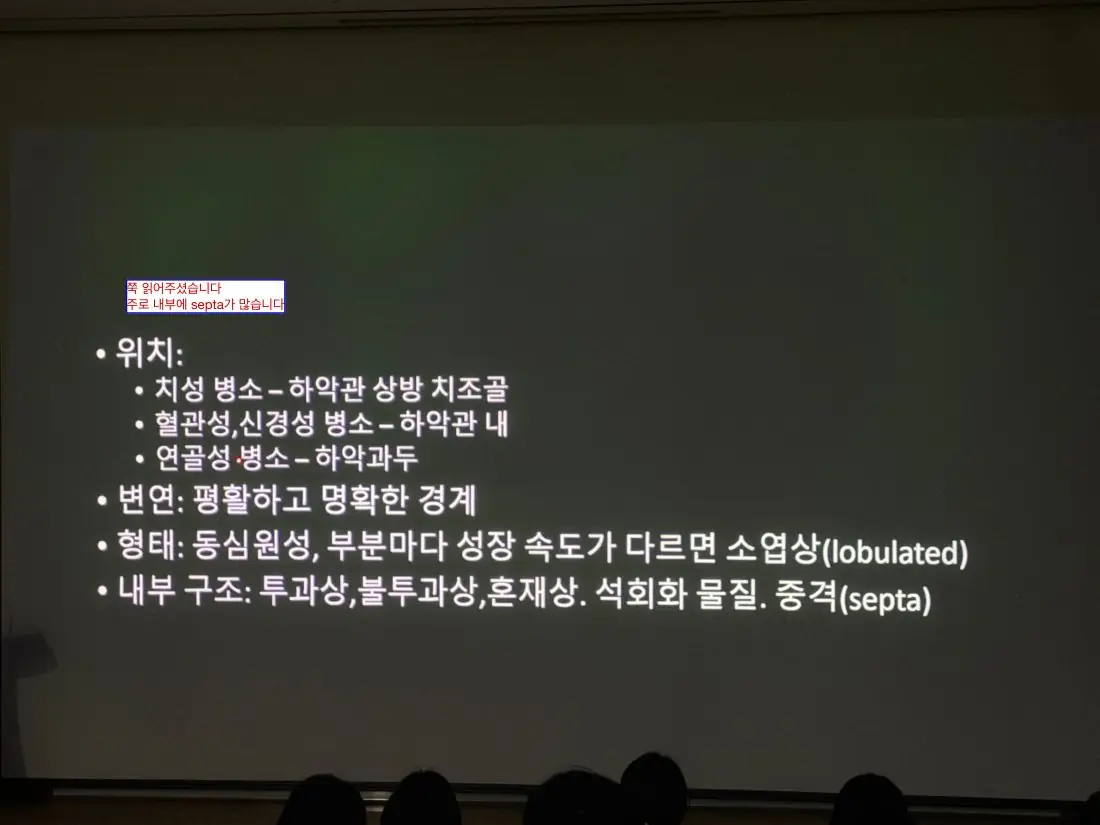 쭉 읽어주셨습니다
주로 내부에 septa가 많습니다
• 위치:
• 치성 병소 – 하악관 상방 치조골
• 혈관성,신경성 병소 – 하악관 내
• 연골성 병소 – 하악과두
• 변연: 평활하고 명확한 경계
• 형태: 동심원성, 부분마다 성장 속도가 다르면 소엽상(lobulated)
• 내부 구조: 투과상,불투과상,혼재상. 석회화 물질. 중격(septa)